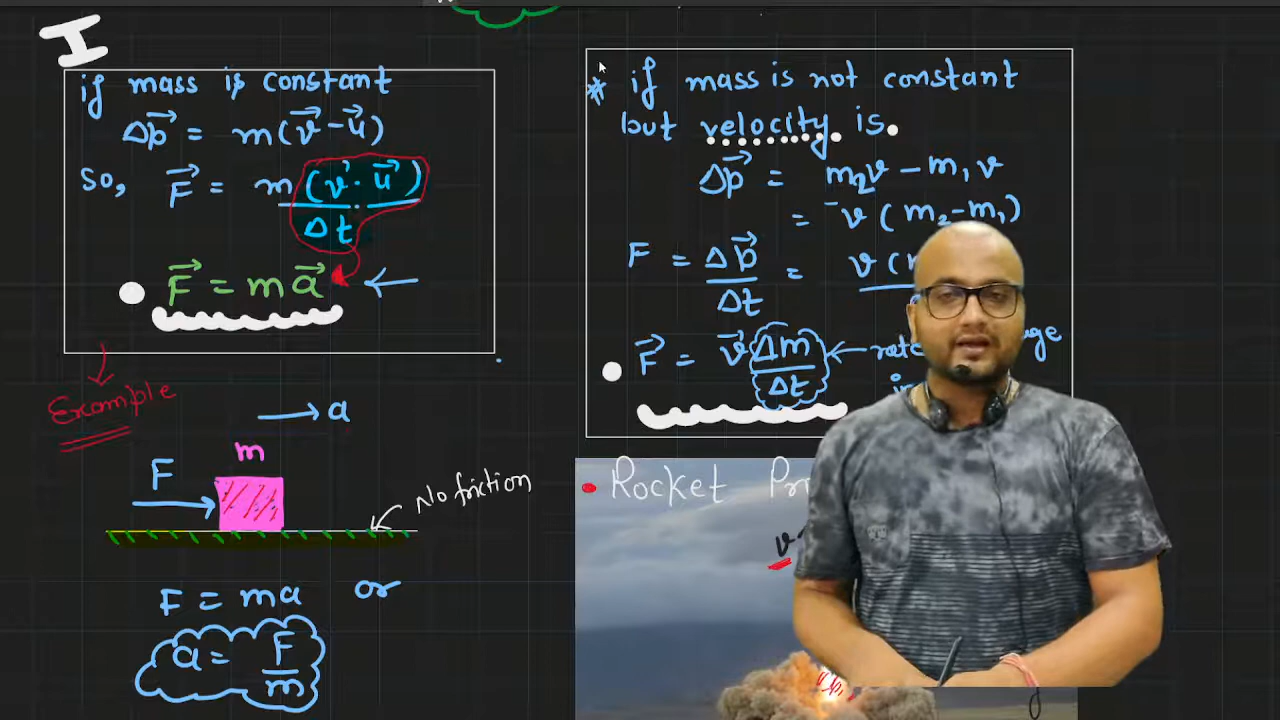 I
if mass is constant
Δp⃗ = m(v⃗-u⃗)
so, F⃗ = m (v⃗ - u⃗) / Δt
F⃗ = m a⃗ ←
Example
→ a
m
F
No friction
F = ma or
a = F/m
* if mass is not constant
but velocity is
Δp⃗ = m₂v - m₁v
= v ( m₂-m₁)
F = Δp⃗/Δt = v (
F⃗ = v⃗ Δm/Δt ←
• Rocket
v